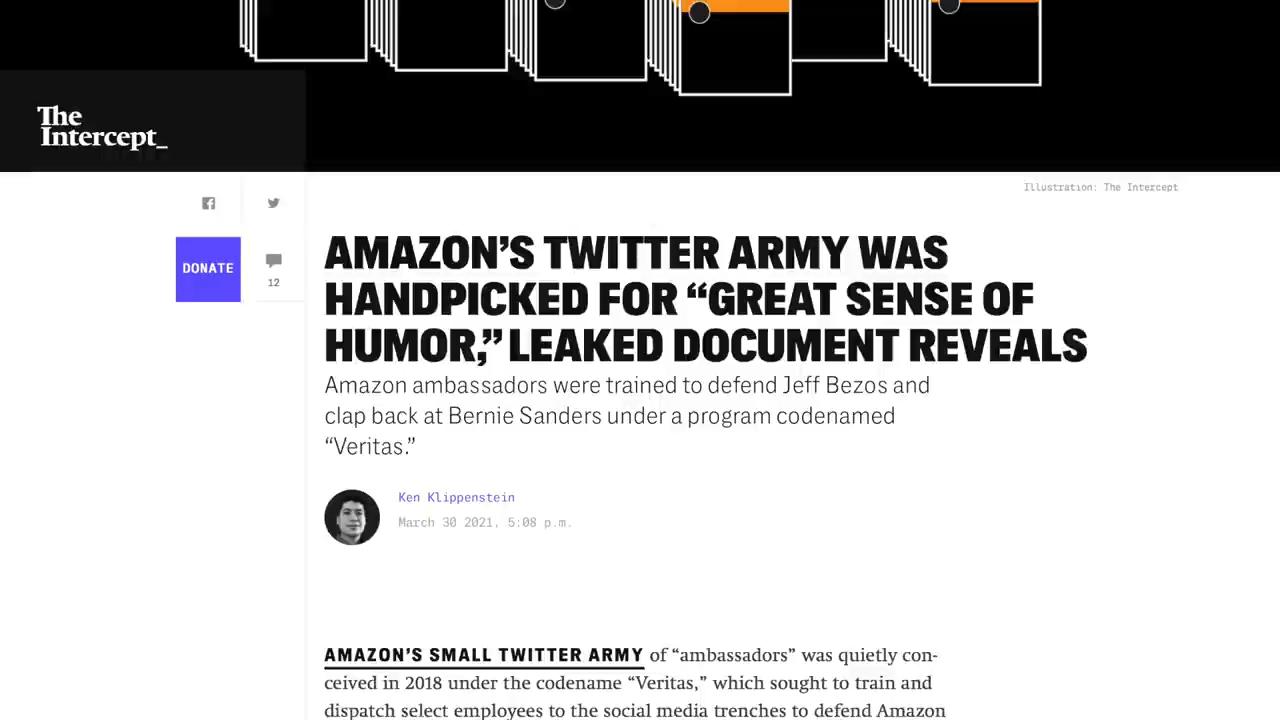 The
Intercept_
Illustration: The Intercept
DONATE
12
AMAZON’S TWITTER ARMY WAS
HANDPICKED FOR “GREAT SENSE OF
HUMOR,” LEAKED DOCUMENT REVEALS
Amazon ambassadors were trained to defend Jeff Bezos and
clap back at Bernie Sanders under a program codenamed
“Veritas.”
Ken Klippenstein
March 30 2021, 5:08 p.m.
AMAZON’S SMALL TWITTER ARMY of “ambassadors” was quietly con-
ceived in 2018 under the codename “Veritas,” which sought to train and
dispatch select employees to the social media trenches to defend Amazon